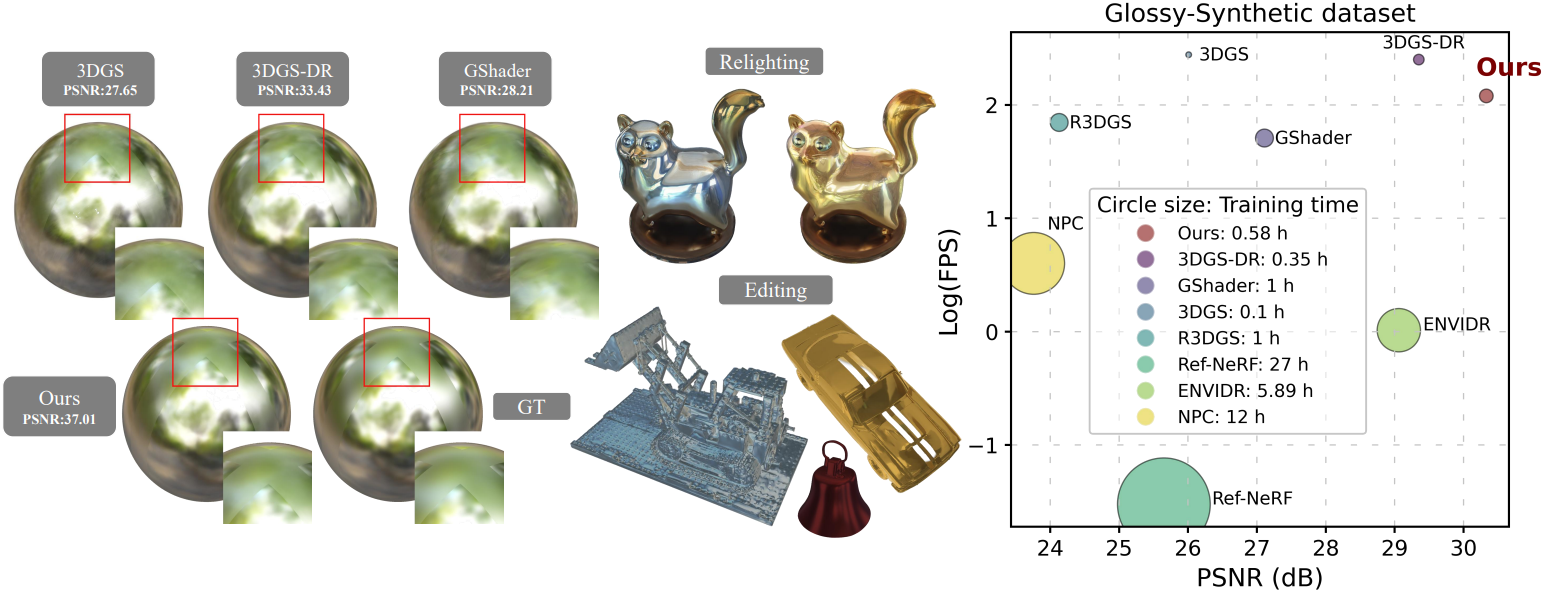 3DGS
PSNR:27.65
3DGS-DR
PSNR:33.43
GShader
PSNR:28.21
Ours
PSNR:37.01
GT
Relighting
Editing
Glossy-Synthetic dataset
3DGS
3DGS-DR
Ours
R3DGS
GShader
NPC
ENVIDR
Ref-NeRF
Circle size: Training time
Ours: 0.58 h
3DGS-DR: 0.35 h
GShader: 1 h
3DGS: 0.1 h
R3DGS: 1 h
Ref-NeRF: 27 h
ENVIDR: 5.89 h
NPC: 12 h
Log(FPS)
2
1
0
−1
24 25 26 27 28 29 30
PSNR (dB)